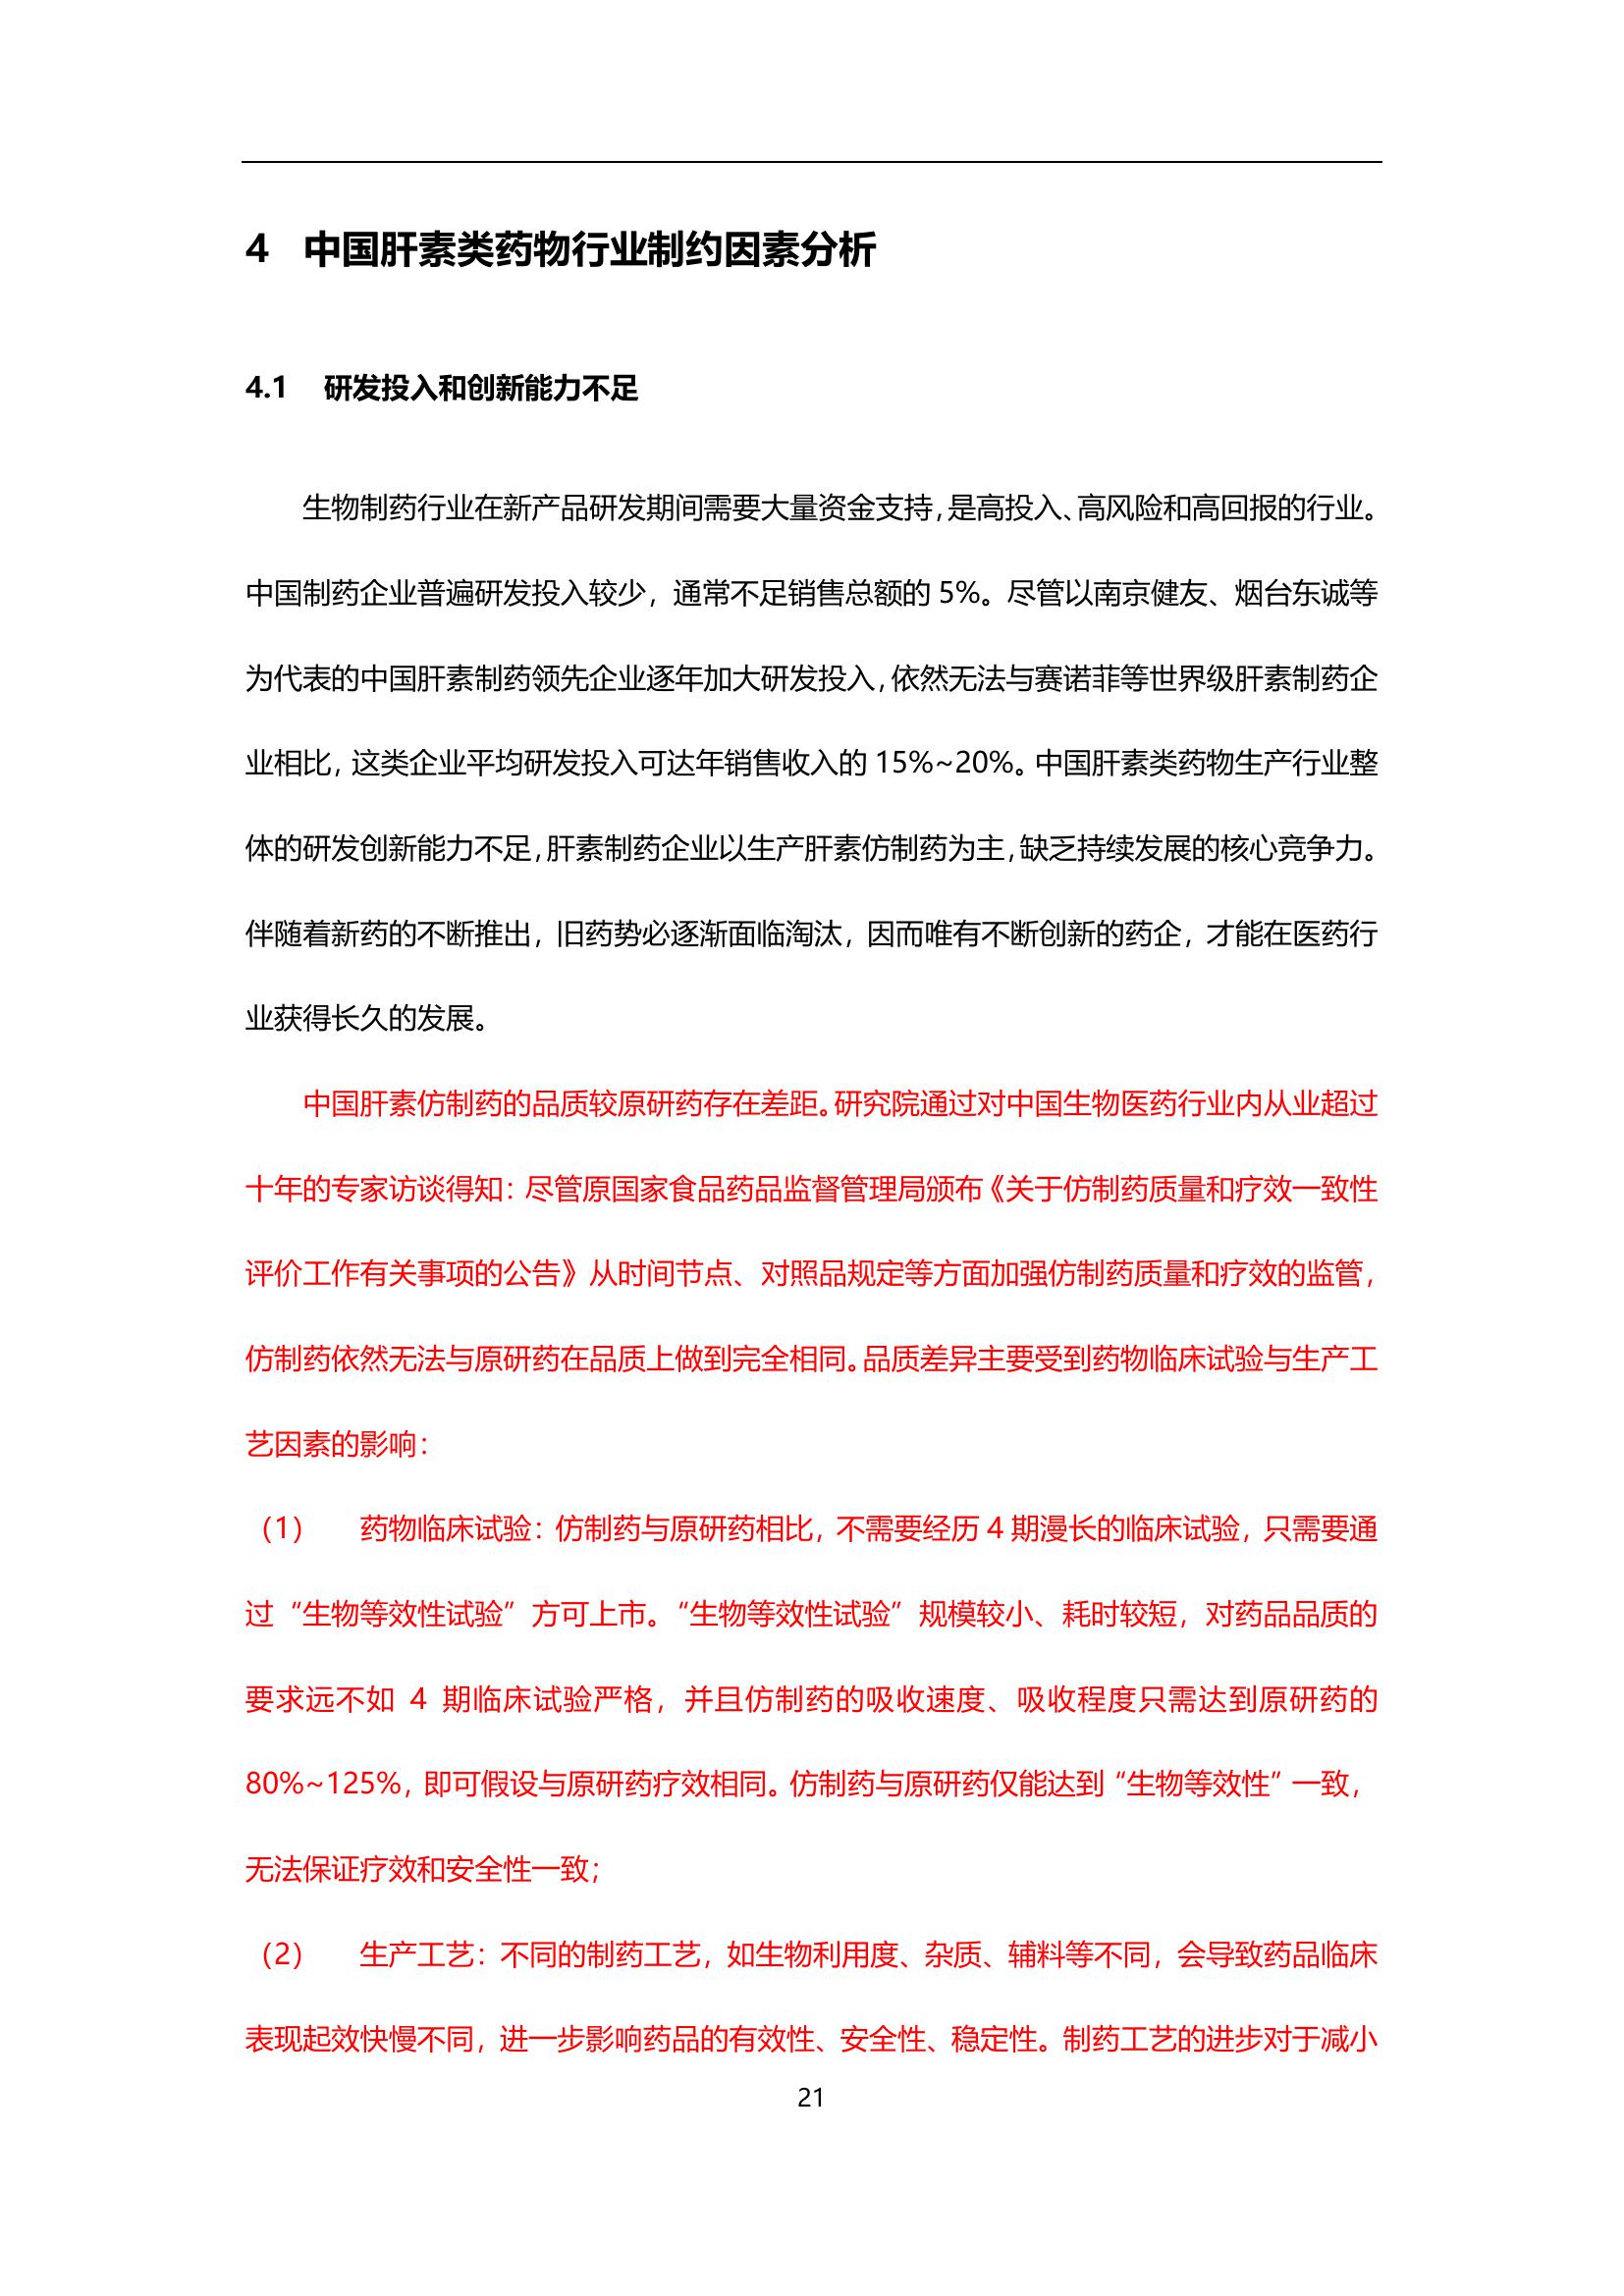 4 中国肝素类药物行业制约因素分析
4.1 研发投入和创新能力不足
生物制药行业在新产品研发期间需要大量资金支持，是高投入、高风险和高回报的行业。
中国制药企业普遍研发投入较少，通常不足销售总额的 5%。尽管以南京健友、烟台东诚等
为代表的中国肝素制药领先企业逐年加大研发投入，依然无法与赛诺菲等世界级肝素制药企
业相比，这类企业平均研发投入可达年销售收入的 15%~20%。中国肝素类药物生产行业整
体的研发创新能力不足，肝素制药企业以生产肝素仿制药为主，缺乏持续发展的核心竞争力。
伴随着新药的不断推出，旧药势必逐渐面临淘汰，因而唯有不断创新的药企，才能在医药行
业获得长久的发展。
中国肝素仿制药的品质较原研药存在差距。研究院通过对中国生物医药行业内从业超过
十年的专家访谈得知：尽管原国家食品药品监督管理局颁布《关于仿制药质量和疗效一致性
评价工作有关事项的公告》从时间节点、对照品规定等方面加强仿制药质量和疗效的监管，
仿制药依然无法与原研药在品质上做到完全相同。品质差异主要受到药物临床试验与生产工
艺因素的影响：
（1） 药物临床试验：仿制药与原研药相比，不需要经历 4 期漫长的临床试验，只需要通
过“生物等效性试验”方可上市。“生物等效性试验”规模较小、耗时较短，对药品品质的
要求远不如 4 期临床试验严格，并且仿制药的吸收速度、吸收程度只需达到原研药的
80%~125%，即可假设与原研药疗效相同。仿制药与原研药仅能达到“生物等效性”一致，
无法保证疗效和安全性一致；
（2） 生产工艺：不同的制药工艺，如生物利用度、杂质、辅料等不同，会导致药品临床
表现起效快慢不同，进一步影响药品的有效性、安全性、稳定性。制药工艺的进步对于减小
21